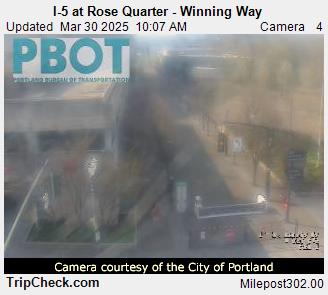 I-5 at Rose Quarter - Winning Way
Updated Mar 30 2025 10:07 AM Camera 4
PBOT
PORTLAND BUREAU OF TRANSPORTATION
Camera courtesy of the City of Portland
TripCheck.com Milepost302.00